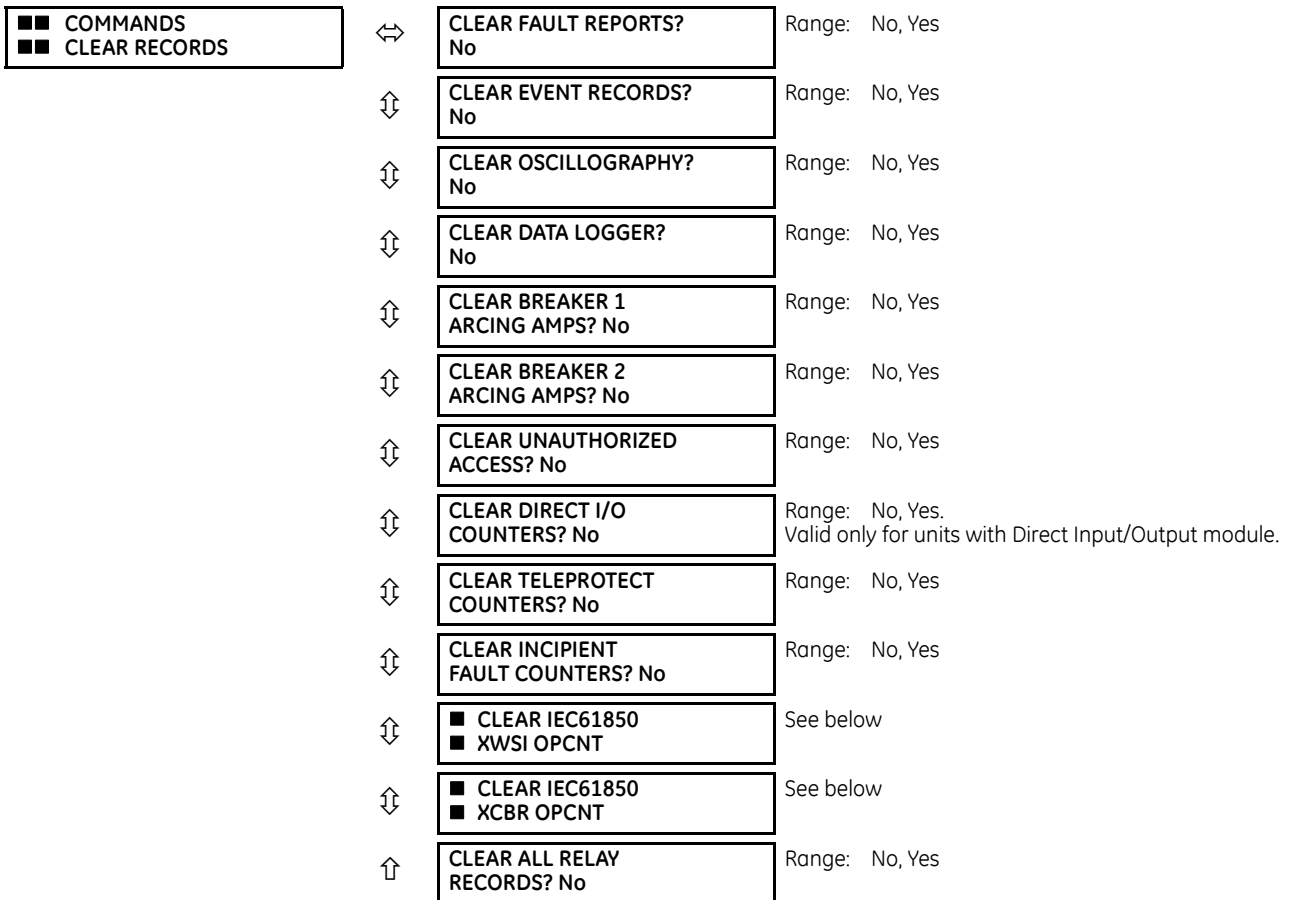 ■■ COMMANDS
■■ CLEAR RECORDS
CLEAR FAULT REPORTS?
No
Range: No, Yes
CLEAR EVENT RECORDS?
No
Range: No, Yes
CLEAR OSCILLOGRAPHY?
No
Range: No, Yes
CLEAR DATA LOGGER?
No
Range: No, Yes
CLEAR BREAKER 1
ARCING AMPS? No
Range: No, Yes
CLEAR BREAKER 2
ARCING AMPS? No
Range: No, Yes
CLEAR UNAUTHORIZED
ACCESS? No
Range: No, Yes
CLEAR DIRECT I/O
COUNTERS? No
Range: No, Yes.
Valid only for units with Direct Input/Output module.
CLEAR TELEPROTECT
COUNTERS? No
Range: No, Yes
CLEAR INCIPIENT
FAULT COUNTERS? No
Range: No, Yes
■ CLEAR IEC61850
■ XWSI OPCNT
See below
■ CLEAR IEC61850
■ XCBR OPCNT
See below
CLEAR ALL RELAY
RECORDS? No
Range: No, Yes